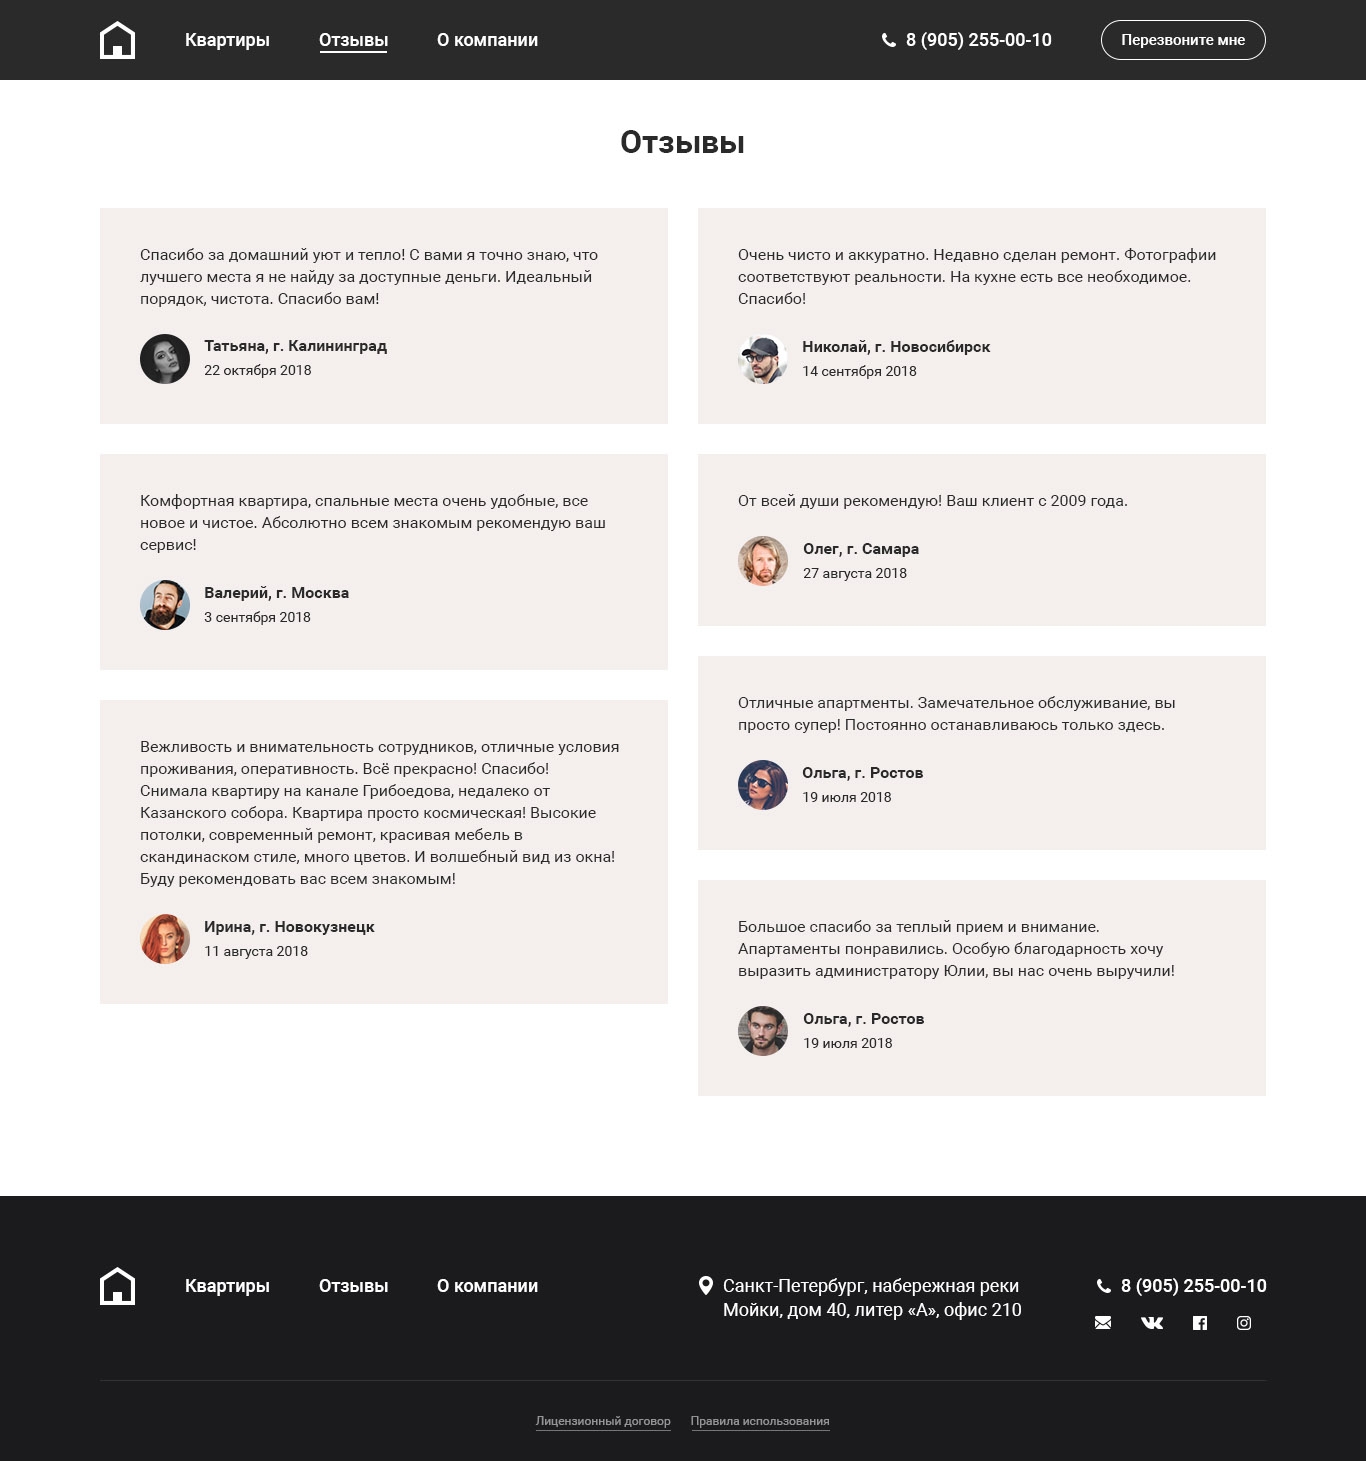 Квартиры
Отзывы
О компании
8 (905) 255-00-10
Перезвоните мне
Отзывы
Спасибо за домашний уют и тепло! С вами я точно знаю, что
лучшего места я не найду за доступные деньги. Идеальный
порядок, чистота. Спасибо вам!
Татьяна, г. Калининград
22 октября 2018
Комфортная квартира, спальные места очень удобные, все
новое и чистое. Абсолютно всем знакомым рекомендую ваш
сервис!
Валерий, г. Москва
3 сентября 2018
Вежливость и внимательность сотрудников, отличные условия
проживания, оперативность. Всё прекрасно! Спасибо!
Снимала квартиру на канале Грибоедова, недалеко от
Казанского собора. Квартира просто космическая! Высокие
потолки, современный ремонт, красивая мебель в
скандинаском стиле, много цветов. И волшебный вид из окна!
Буду рекомендовать вас всем знакомым!
Ирина, г. Новокузнецк
11 августа 2018
Очень чисто и аккуратно. Недавно сделан ремонт. Фотографии
соответствуют реальности. На кухне есть все необходимое.
Спасибо!
Николай, г. Новосибирск
14 сентября 2018
От всей души рекомендую! Ваш клиент с 2009 года.
Олег, г. Самара
27 августа 2018
Отличные апартменты. Замечательное обслуживание, вы
просто супер! Постоянно останавливаюсь только здесь.
Ольга, г. Ростов
19 июля 2018
Большое спасибо за теплый прием и внимание.
Апартаменты понравились. Особую благодарность хочу
выразить администратору Юлии, вы нас очень выручили!
Ольга, г. Ростов
19 июля 2018
Квартиры
Отзывы
О компании
Санкт-Петербург, набережная реки
Мойки, дом 40, литер «А», офис 210
8 (905) 255-00-10
Лицензионный договор
Правила использования